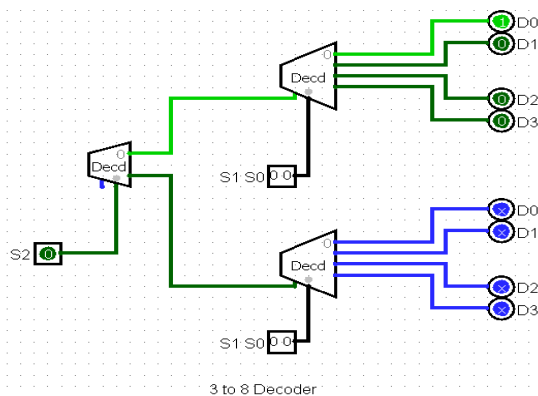 1 D0
0 D1
0
Decd
0 D2
0 D3
0
Decd
S1 S0 0 0
x D0
x D1
S2 0
0
Decd
x D2
x D3
S1 S0 0 0
3 to 8 Decoder